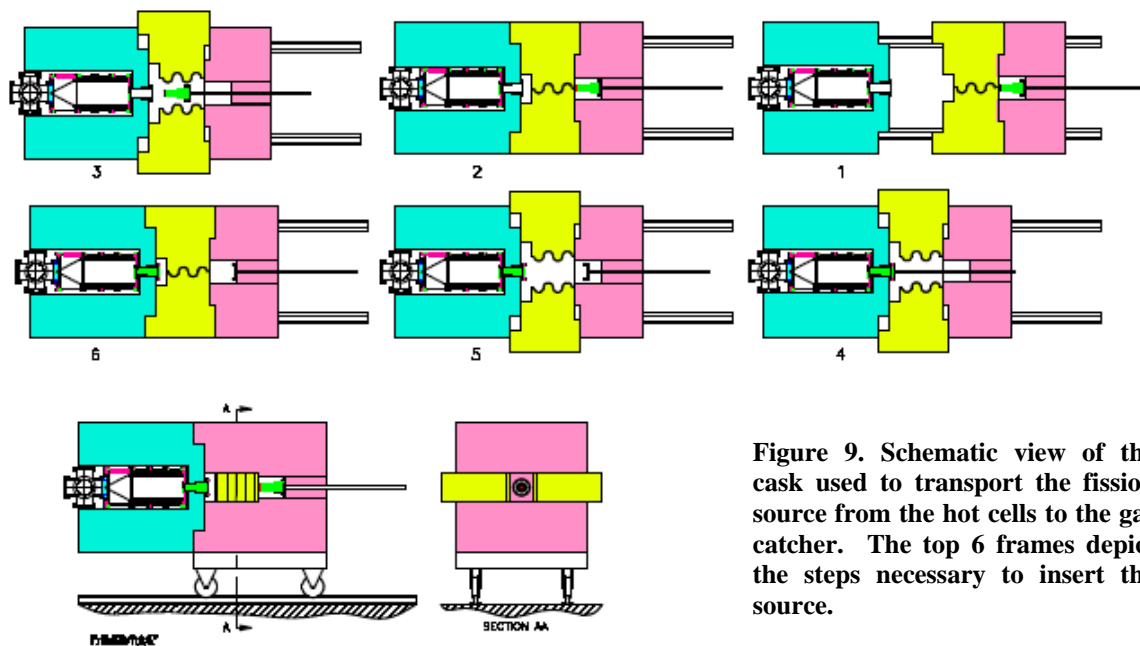 3
2
1
6
5
4
A
A
SECTION AA
Figure 9. Schematic view of th
cask used to transport the fission
source from the hot cells to the ga
catcher. The top 6 frames depic
the steps necessary to insert th
source.